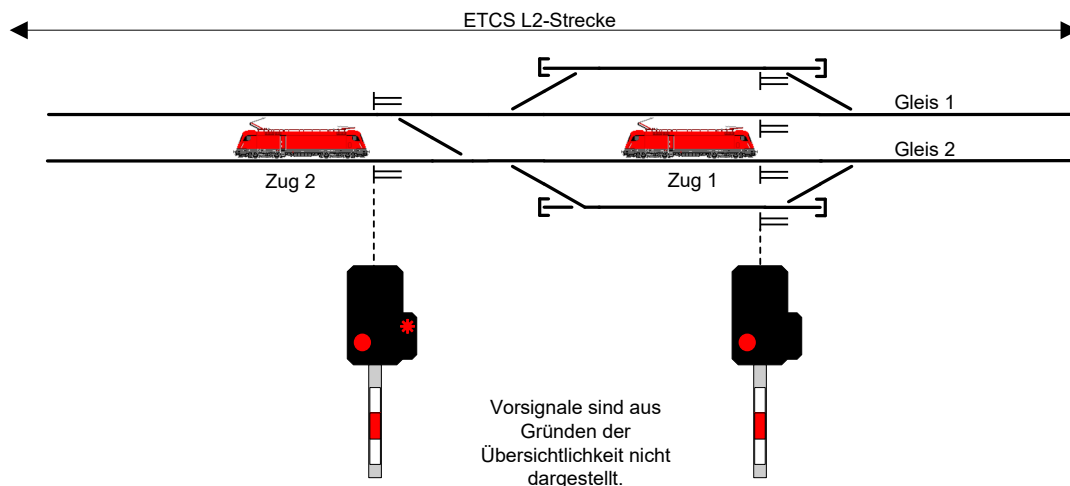 ETCS L2-Strecke
Gleis 1
Gleis 2
Zug 2
Zug 1
Vorsignale sind aus
Gründen der
Übersichtlichkeit nicht
dargestellt.